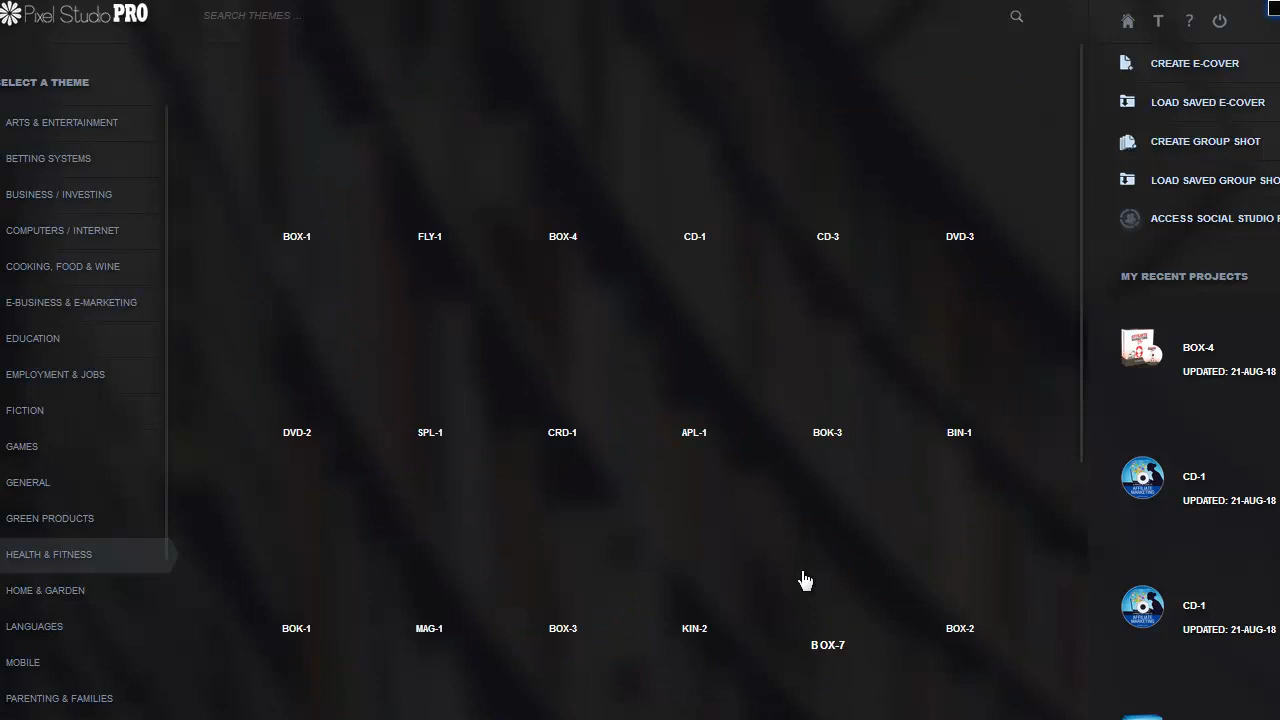 Pixel Studio PRO
SEARCH THEMES ...
ELECT A THEME
ARTS & ENTERTAINMENT
BETTING SYSTEMS
BUSINESS / INVESTING
COMPUTERS / INTERNET
COOKING, FOOD & WINE
E-BUSINESS & E-MARKETING
EDUCATION
EMPLOYMENT & JOBS
FICTION
GAMES
GENERAL
GREEN PRODUCTS
HEALTH & FITNESS
HOME & GARDEN
LANGUAGES
MOBILE
PARENTING & FAMILIES
BOX-1 FLY-1 BOX-4 CD-1 CD-3 DVD-3
DVD-2 SPL-1 CRD-1 APL-1 BOK-3 BIN-1
BOK-1 MAG-1 BOX-3 KIN-2 BOX-7 BOX-2
T ?
CREATE E-COVER
LOAD SAVED E-COVER
CREATE GROUP SHOT
LOAD SAVED GROUP SHO
ACCESS SOCIAL STUDIO
MY RECENT PROJECTS
BOX-4
UPDATED: 21-AUG-18
AFFILIATE
MARKETING
CD-1
UPDATED: 21-AUG-18
AFFILIATE
MARKETING
CD-1
UPDATED: 21-AUG-18